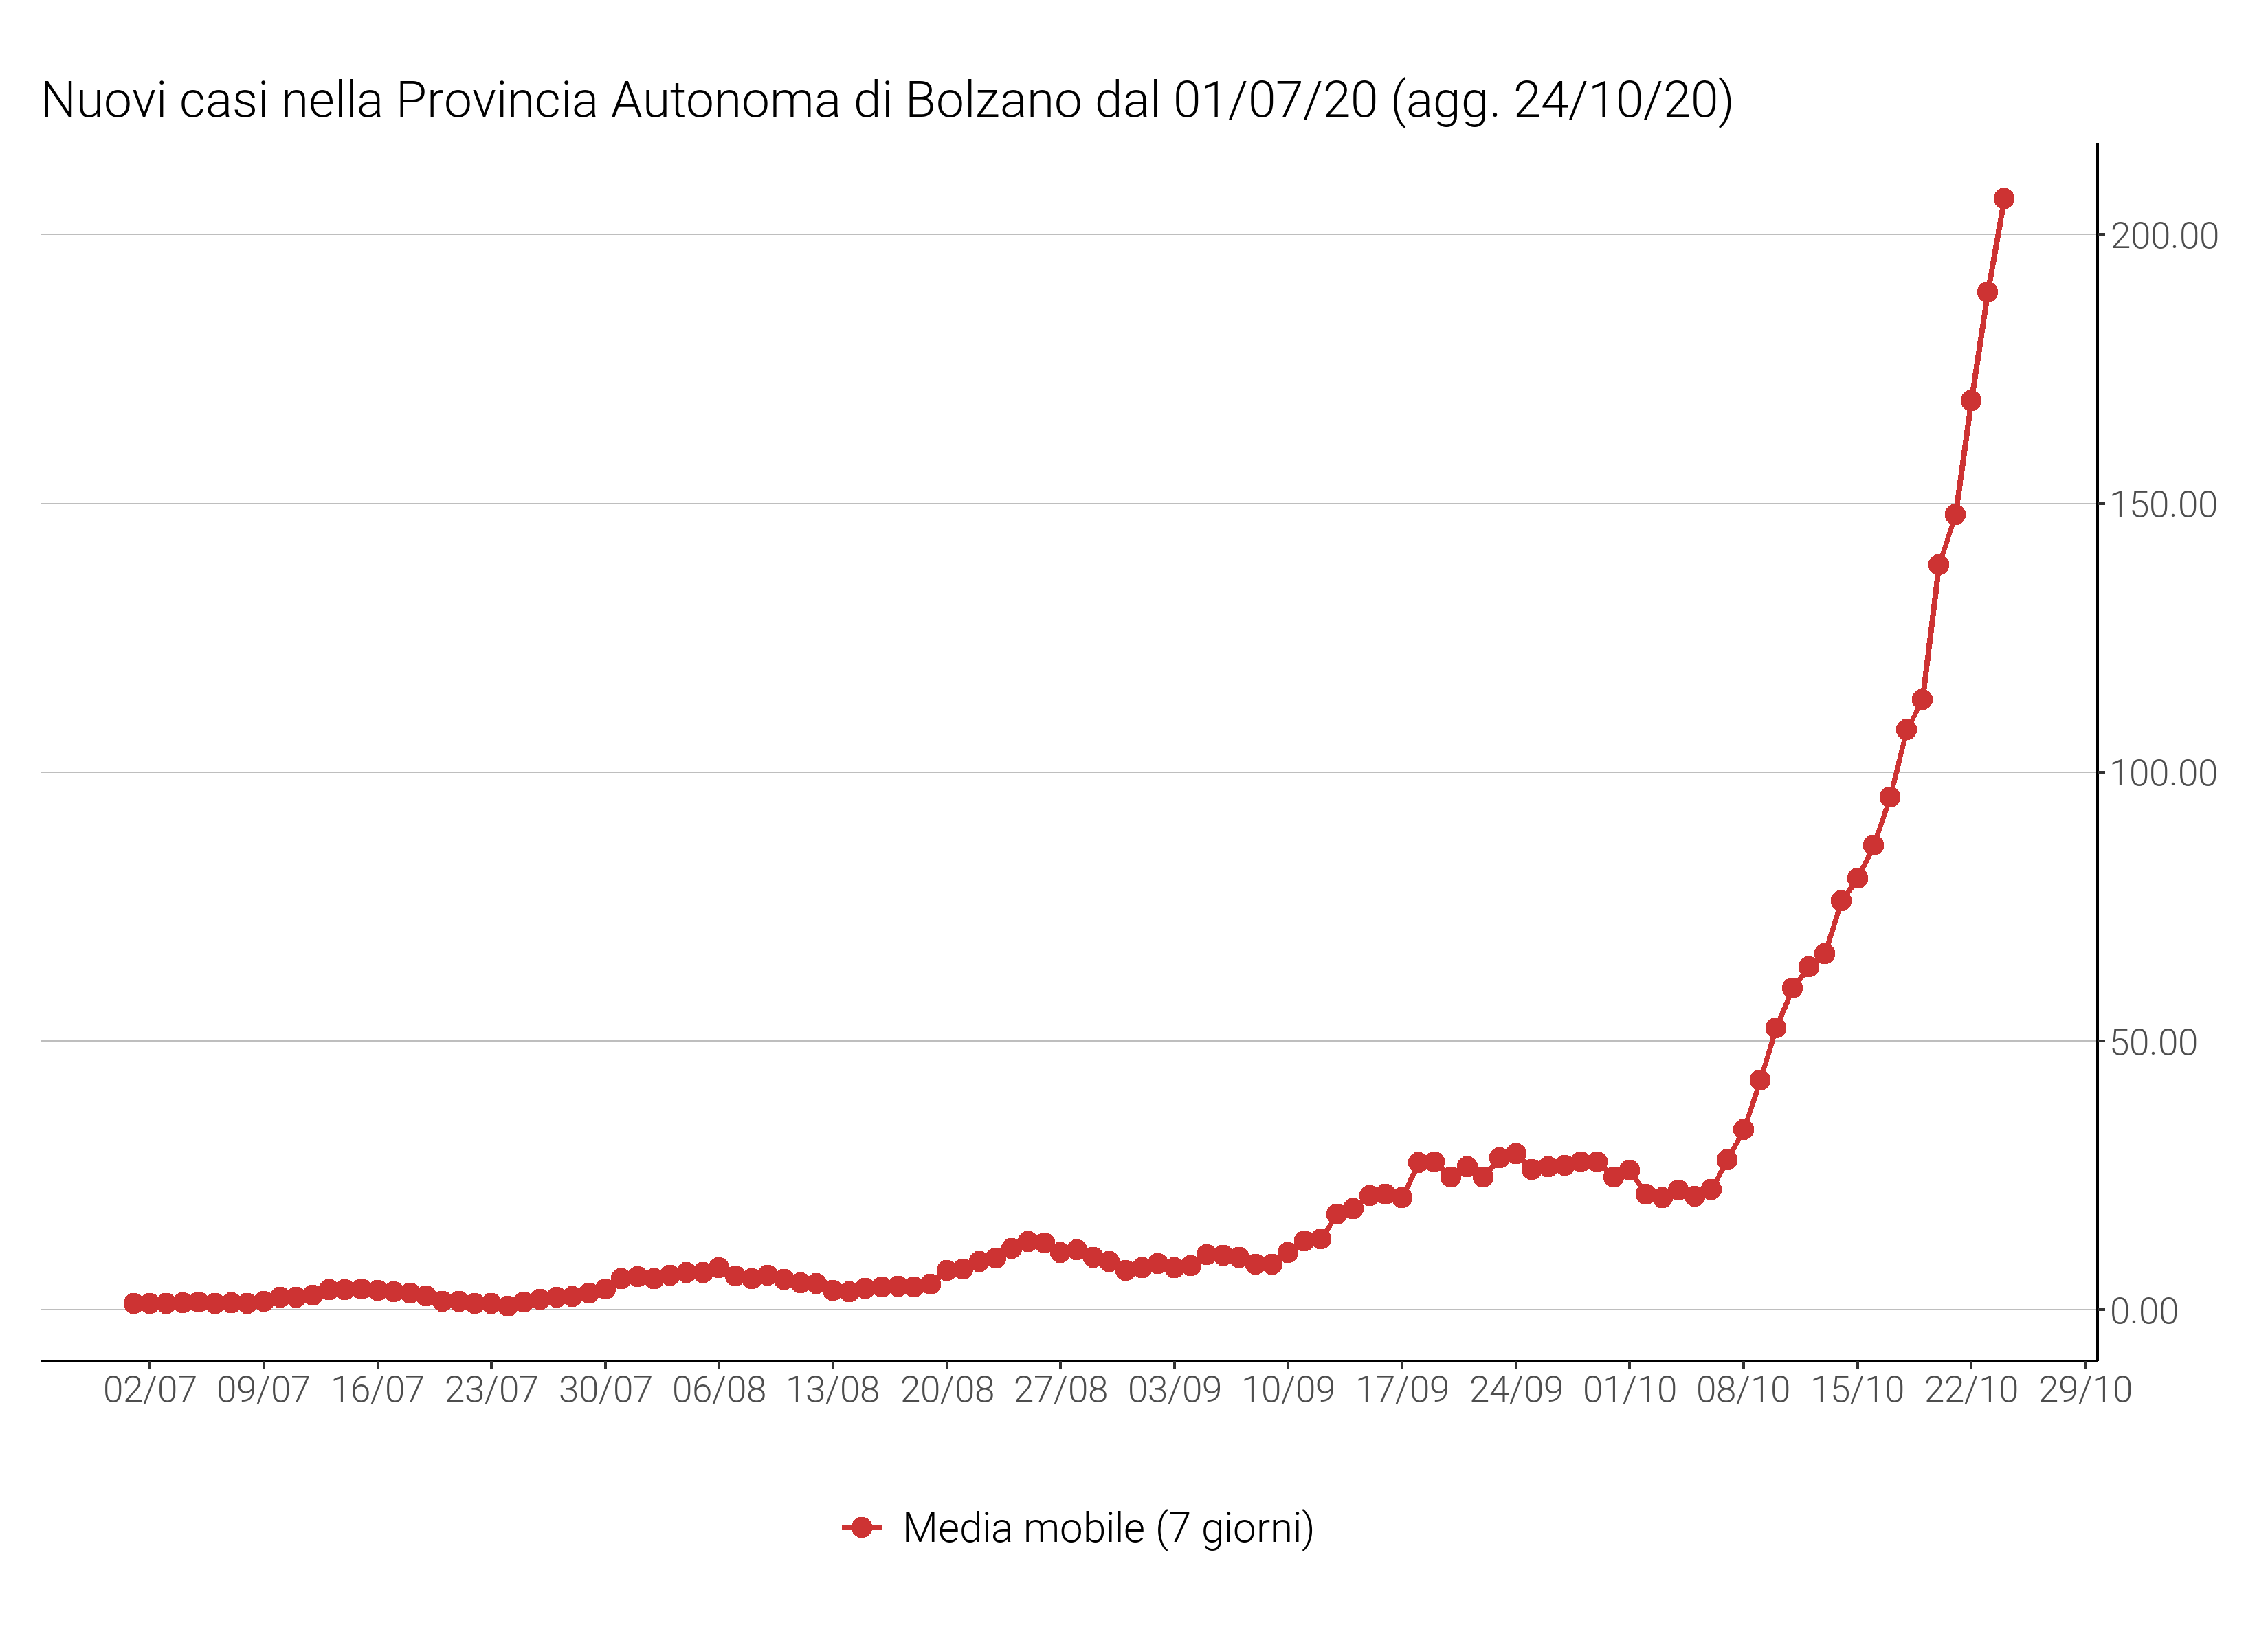 Nuovi casi nella Provincia Autonoma di Bolzano dal 01/07/20 (agg. 24/10/20)
200.00
150.00
100.00
50.00
0.00
02/07 09/07 16/07 23/07 30/07 06/08 13/08 20/08 27/08 03/09 10/09 17/09 24/09 01/10 08/10 15/10 22/10 29/10
Media mobile (7 giorni)